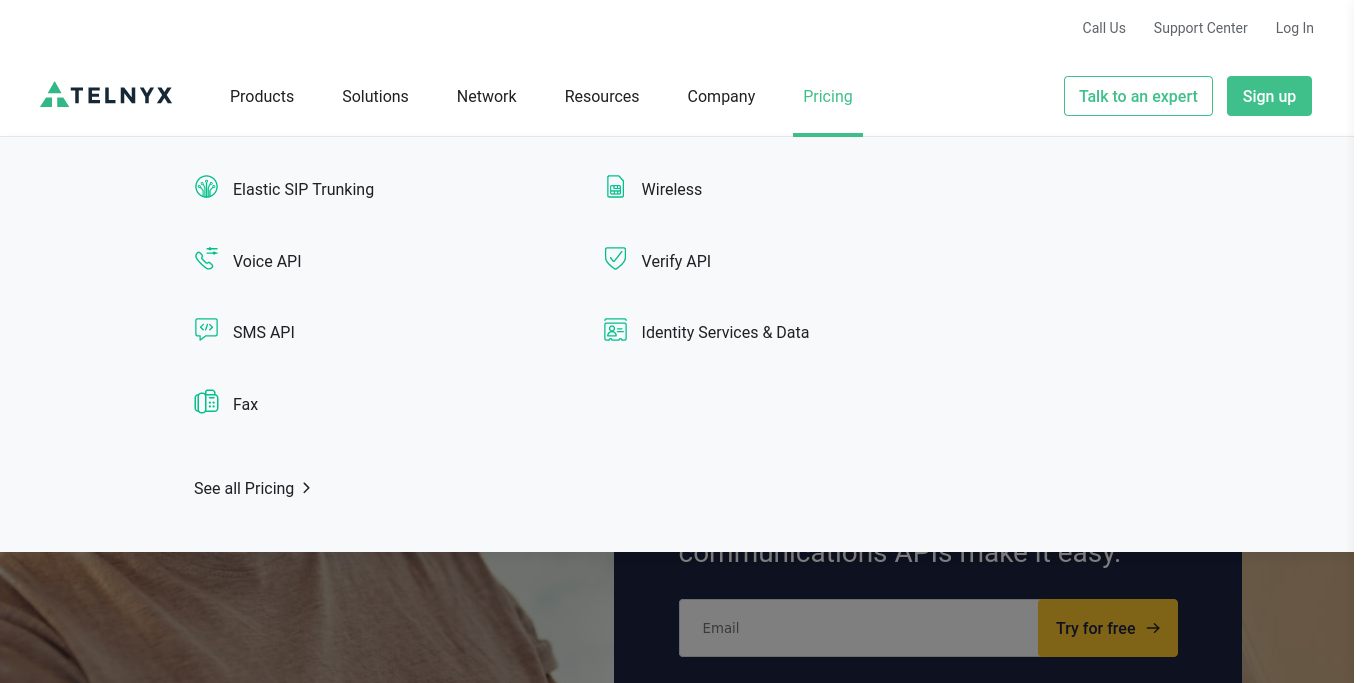 Call Us Support Center Log In
TELNYX Products Solutions Network Resources Company Pricing Talk to an expert Sign up
Elastic SIP Trunking Wireless
Voice API Verify API
SMS API Identity Services & Data
Fax
See all Pricing
communications APIs make it easy.
Email Try for free